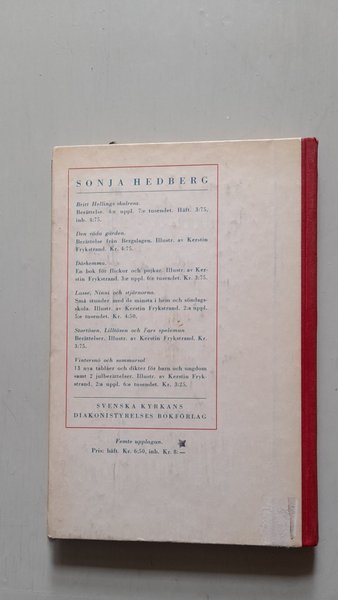 SONJA HEDBERG
Britt Hellings skolresa.
Berättelse. 4:e uppl. 7:e tusendet. Häft. 3:75,
inb. 4:75.
Den röda gården.
Berättelse från Bergslagen. Illustr. av Kerstin
Frykstrand. Kr. 4:75.
Därhemma.
En bok för flickor och pojkar. Illustr. av Ker-
stin Frykstrand. 3:e uppl. 6:e tusendet. Kr. 3:75.
Lasse, Ninni och stjärnorna.
Små stunder med de minsta i hem och söndags-
skola. Illustr. av Kerstin Frykstrand. 2:a uppl.
5:e tusendet. Kr. 4:50.
Storåsen, Lillåsen och Fars spelmän
Berättelser. Illustr. av Kerstin Frykstrand. Kr.
3:75.
Vintersnö och sommarsol.
18 nya tablåer och dikter för barn och ungdom
samt 2 julberättelser. Illustr. av Kerstin Fryk-
strand. 2:a uppl. 6:e tusendet. Kr. 3:25.
SVENSKA KYRKANS
DIAKONISTYRELSES BOKFÖRLAG
Femte upplagan.
Pris: häft. Kr. 6:50, inb. Kr. 8:—